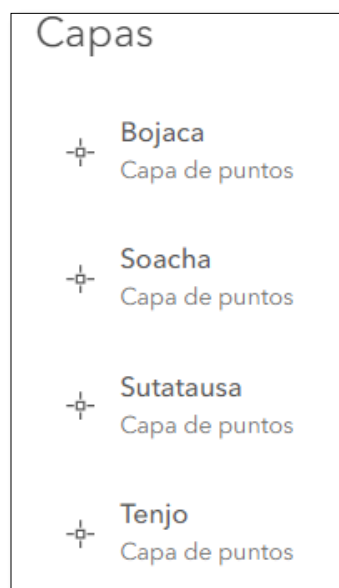 Capas
Bojaca
Capa de puntos
Soacha
Capa de puntos
Sutatausa
Capa de puntos
Tenjo
Capa de puntos